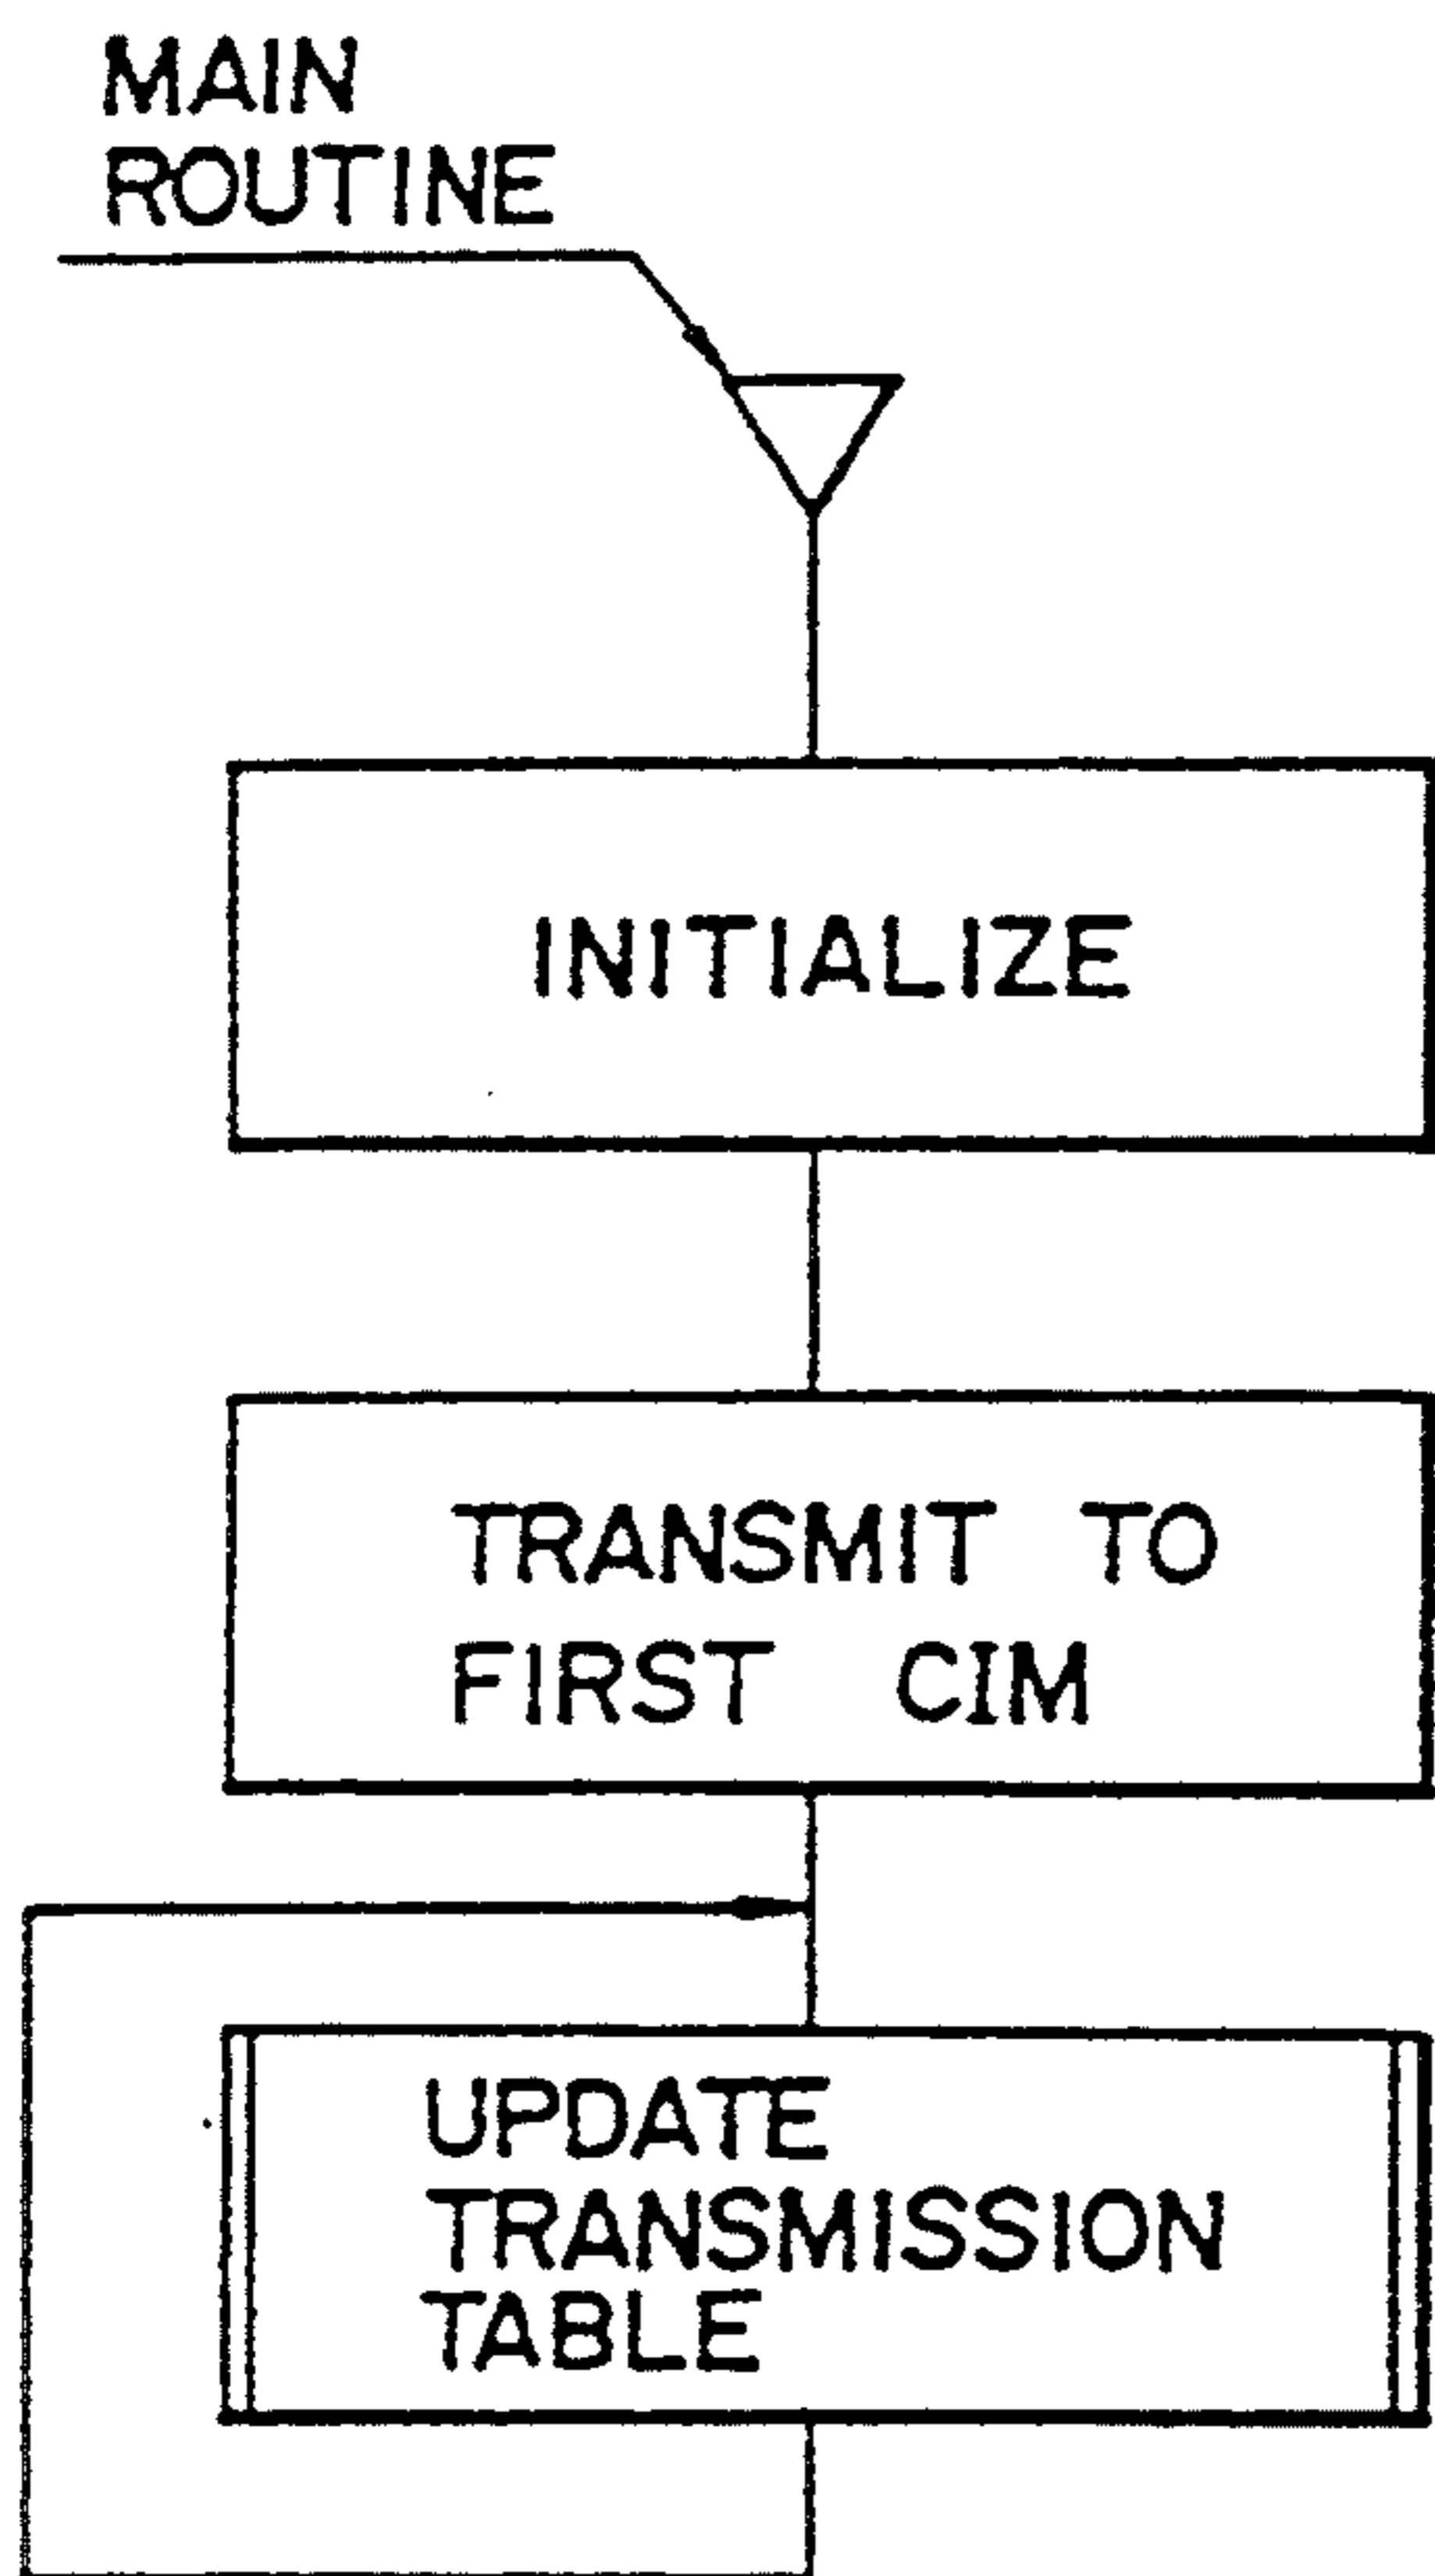 MAIN
ROUTINE
INITIALIZE
TRANSMIT TO
FIRST CIM
UPDATE
TRANSMISSION
TABLE